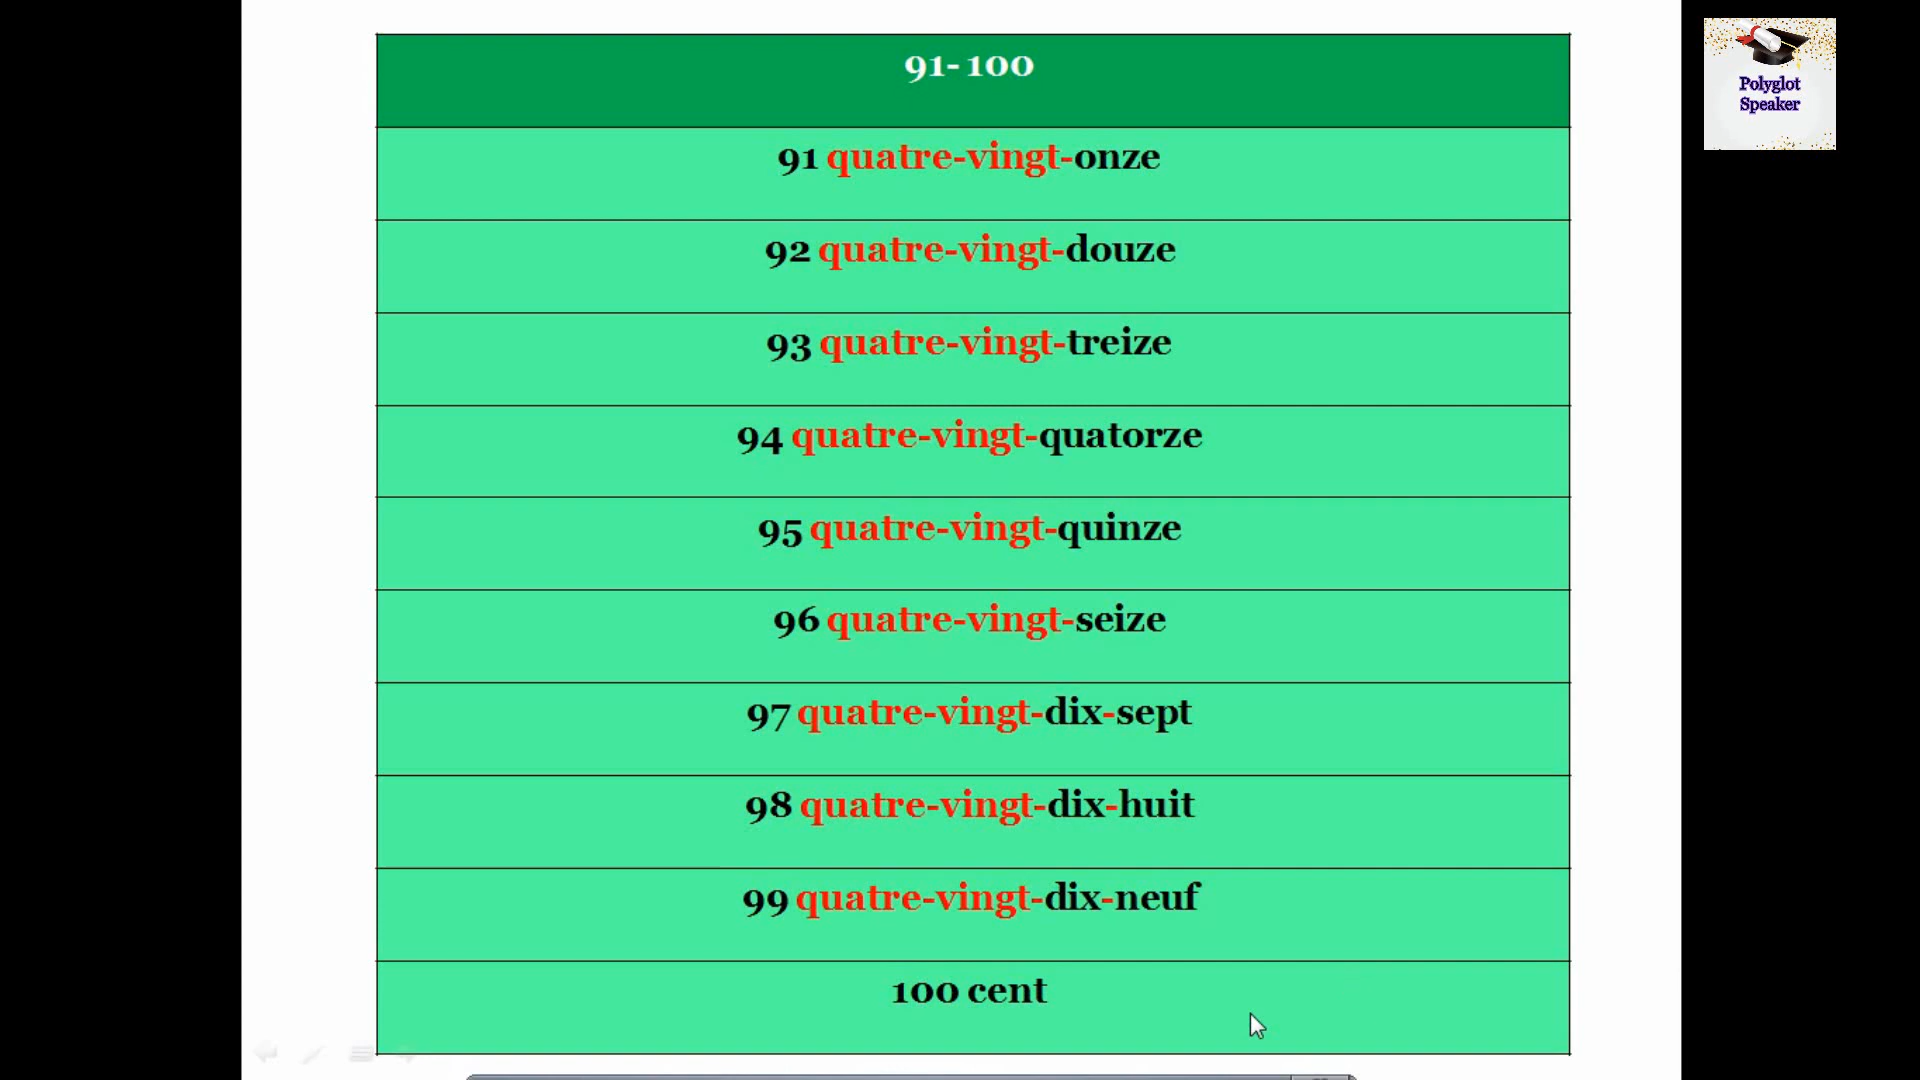 91- 100
91 quatre-vingt-onze
92 quatre-vingt-douze
93 quatre-vingt-treize
94 quatre-vingt-quatorze
95 quatre-vingt-quinze
96 quatre-vingt-seize
97 quatre-vingt-dix-sept
98 quatre-vingt-dix-huit
99 quatre-vingt-dix-neuf
100 cent
Polyglot
Speaker